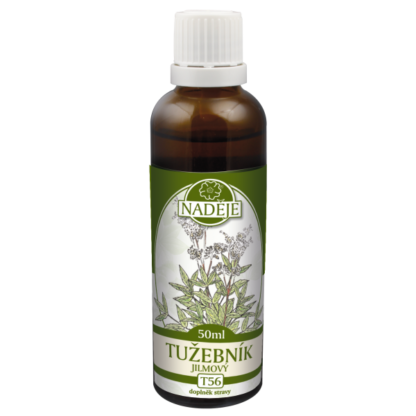 NADĚJE
50ml
TUŽEBNÍK
JILMOVÝ
T56
doplněk stravy